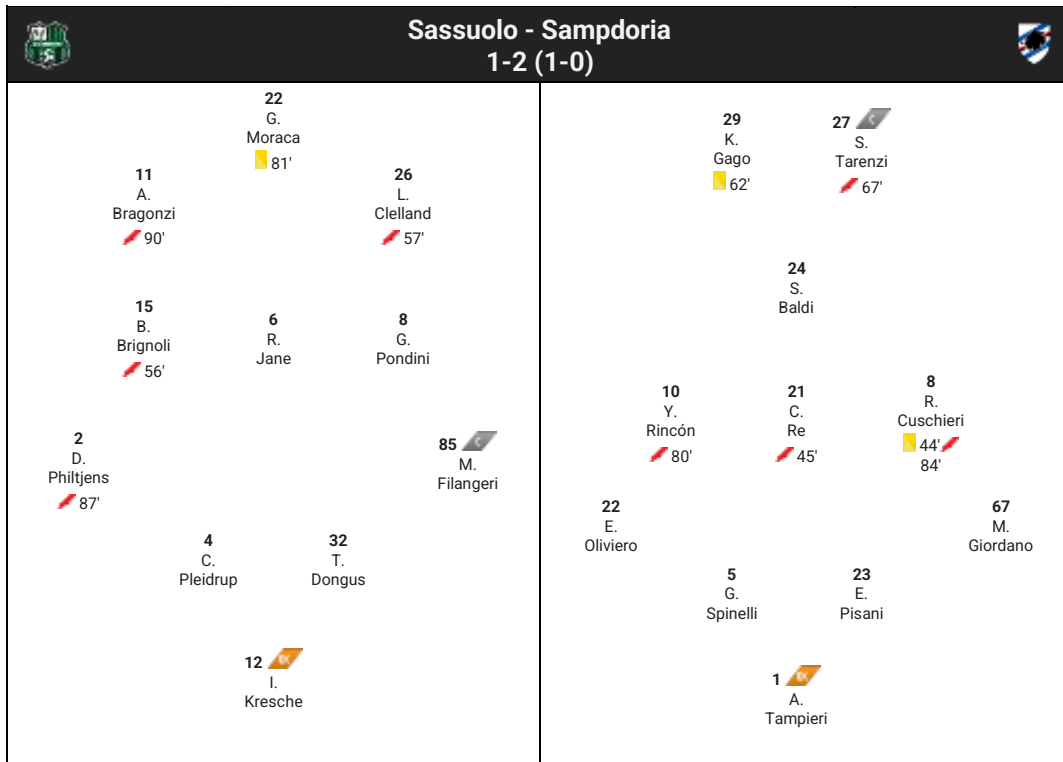 Sassuolo - Sampdoria
1-2 (1-0)
22
G.
Moraca
81'
11
A.
Bragonzi
90'
26
L.
Clelland
57'
15
B.
Brignoli
56'
6
R.
Jane
8
G.
Pondini
2
D.
Philtjens
87'
85 C
M.
Filangeri
4
C.
Pleidrup
32
T.
Dongus
12 GK
I.
Kresche
29
K.
Gago
62'
27 C
S.
Tarenzi
67'
24
S.
Baldi
10
Y.
Rincón
80'
21
C.
Re
45'
8
R.
Cuschieri
44'
84'
22
E.
Oliviero
67
M.
Giordano
5
G.
Spinelli
23
E.
Pisani
1 GK
A.
Tampieri